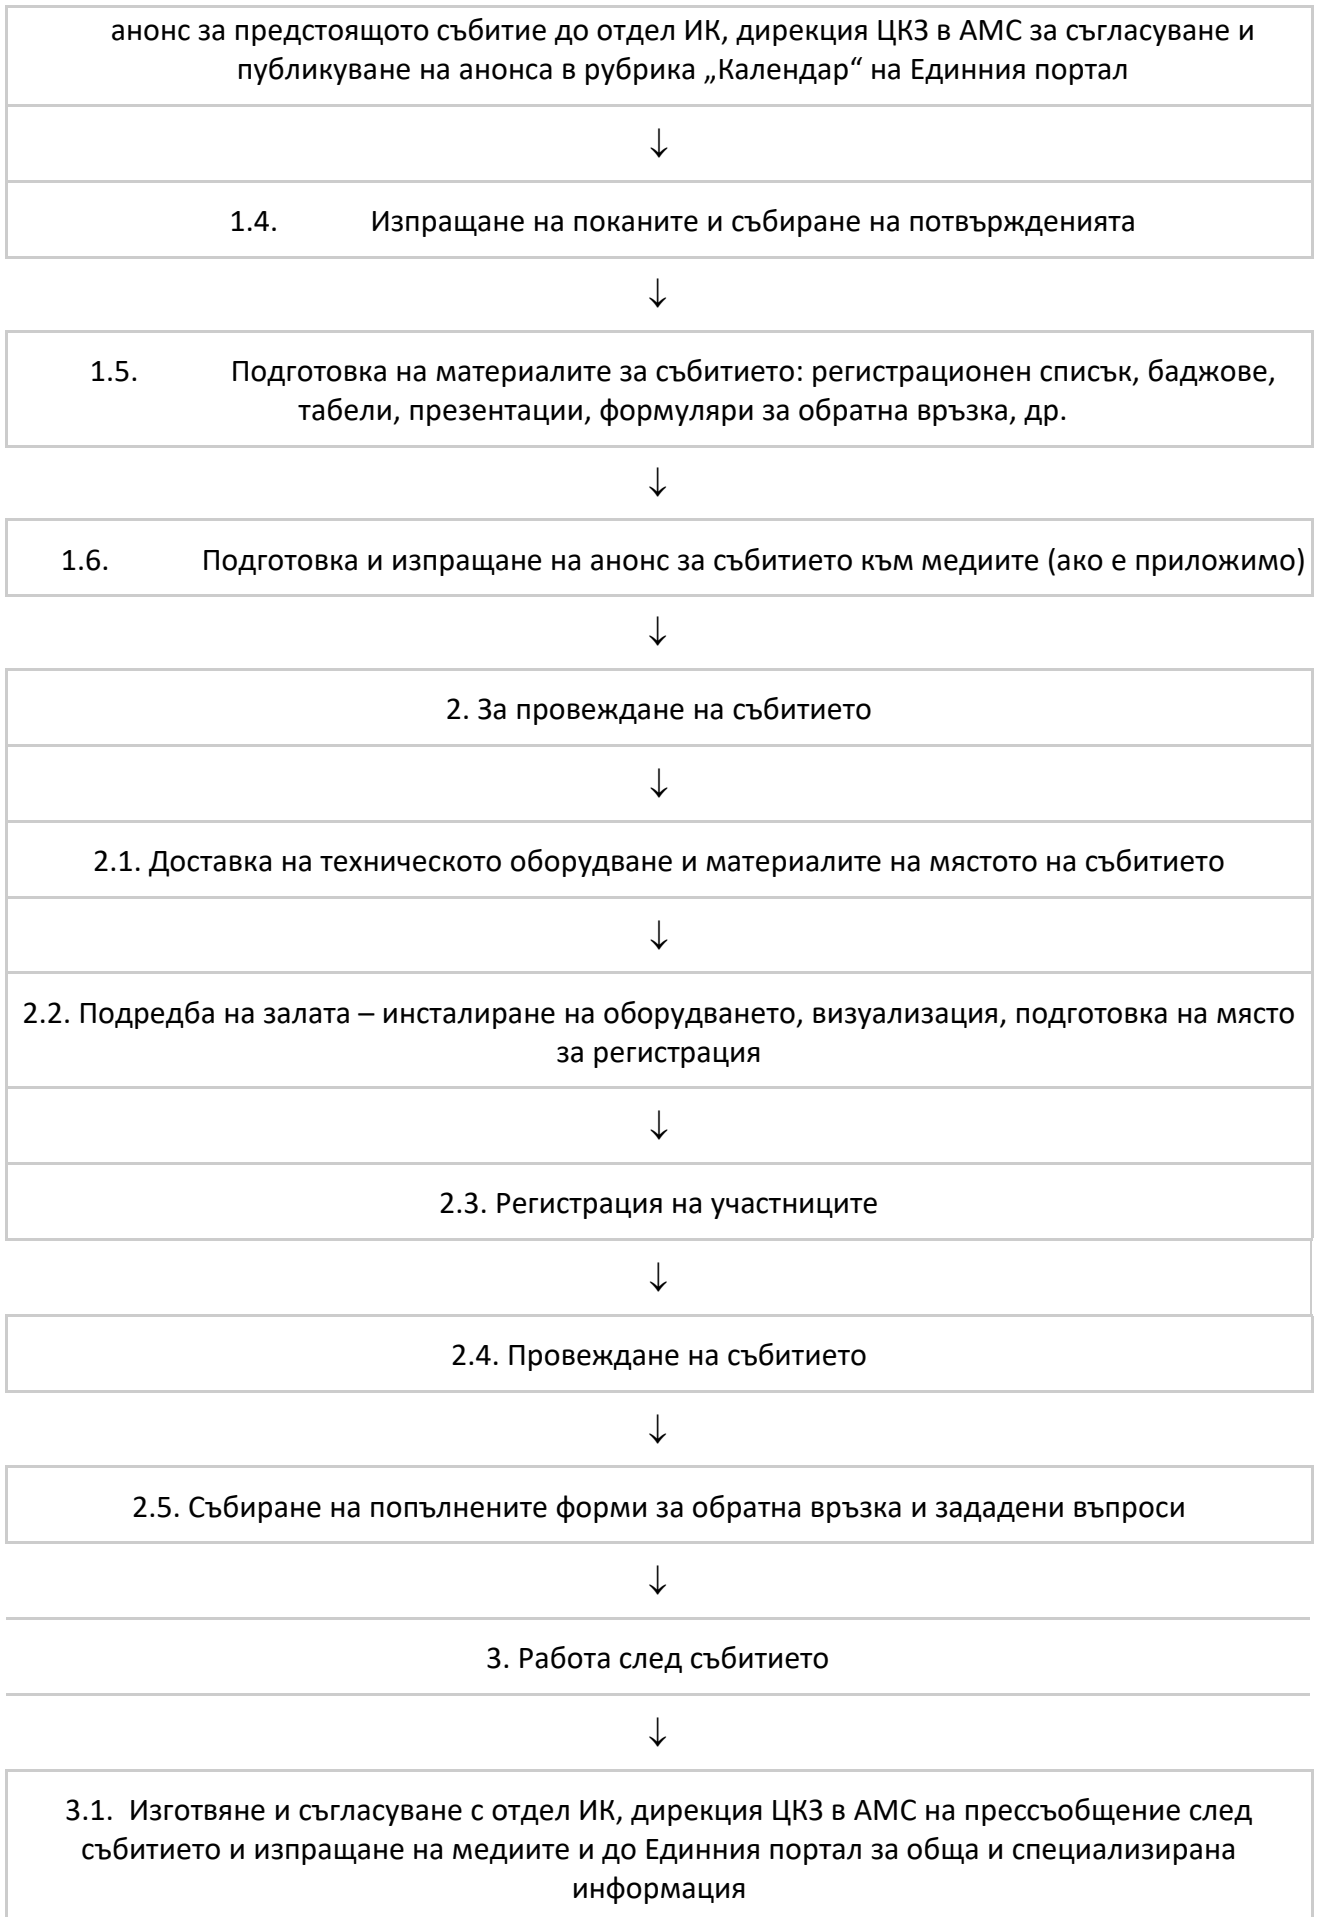 анонс за предстоящото събитие до отдел ИК, дирекция ЦКЗ в АМС за съгласуване и
публикуване на анонса в рубрика „Календар“ на Единния портал
↓
1.4. Изпращане на поканите и събиране на потвържденията
↓
1.5. Подготовка на материалите за събитието: регистрационен списък, баджове,
табели, презентации, формуляри за обратна връзка, др.
↓
1.6. Подготовка и изпращане на анонс за събитието към медиите (ако е приложимо)
↓
2. За провеждане на събитието
↓
2.1. Доставка на техническото оборудване и материалите на мястото на събитието
↓
2.2. Подредба на залата – инсталиране на оборудването, визуализация, подготовка на място
за регистрация
↓
2.3. Регистрация на участниците
↓
2.4. Провеждане на събитието
↓
2.5. Събиране на попълнените форми за обратна връзка и зададени въпроси
↓
3. Работа след събитието
↓
3.1. Изготвяне и съгласуване с отдел ИК, дирекция ЦКЗ в АМС на прессъобщение след
събитието и изпращане на медиите и до Единния портал за обща и специализирана
информация